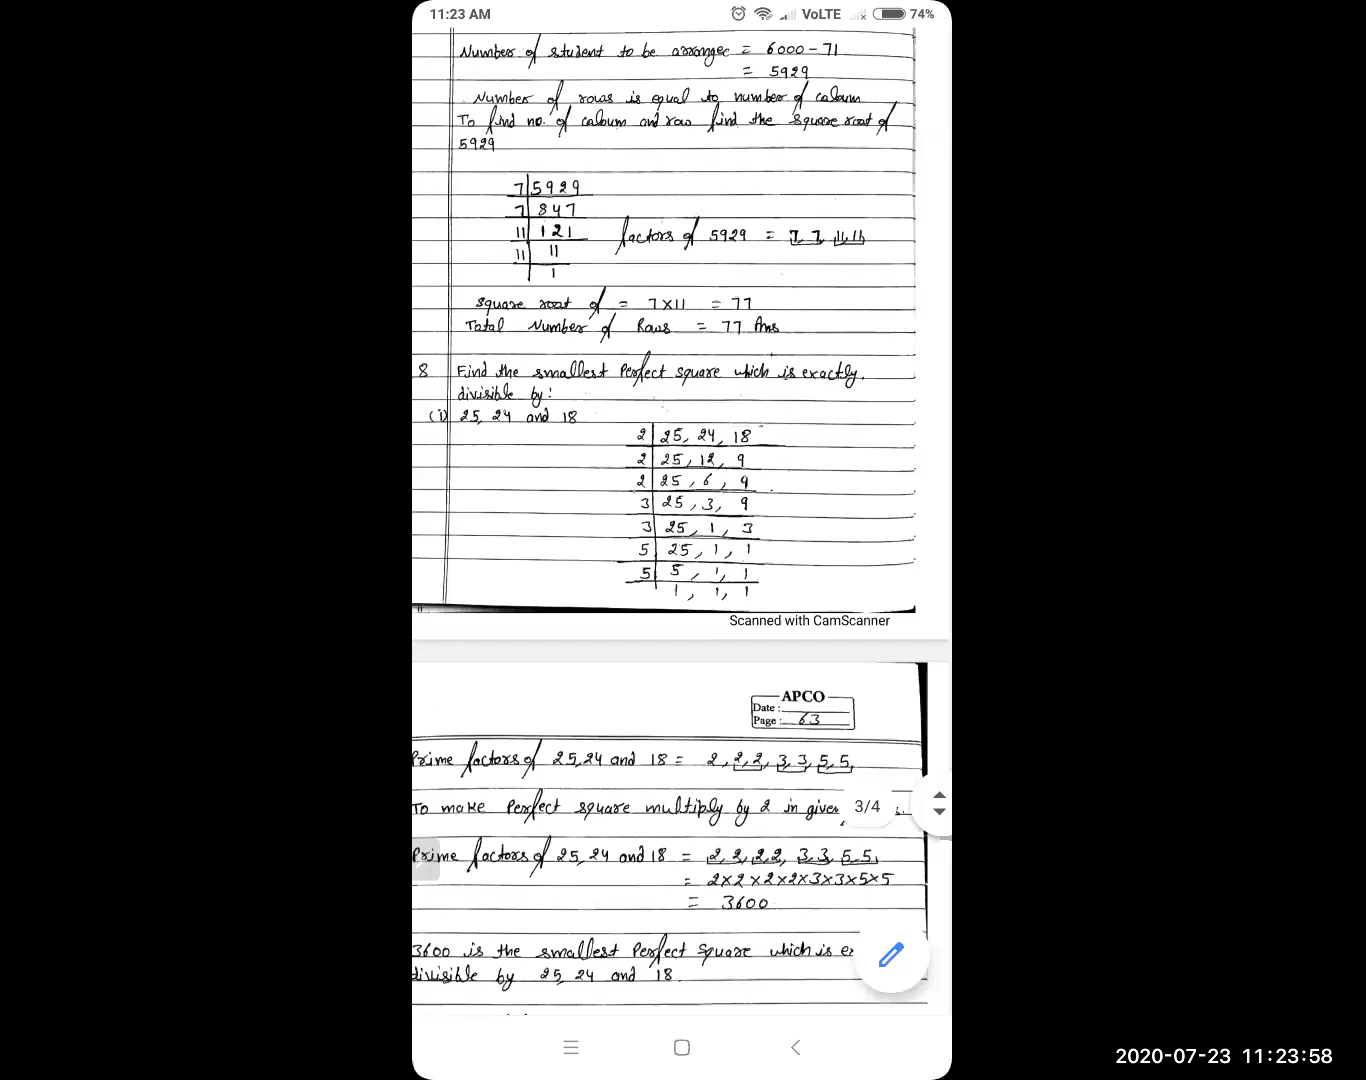 11:23 AM VoLTE 74%
Number of student to be arrangee = 6000 - 71
= 5929
Number of rows is equal to number of caloum
To find no. of caloum and row find the square root of
5929
7 5929
7 847
11 121 factors of 5929 = 7, 7, 11, 11
11 11
1
square root of = 7 × 11 = 77
Total Number of Rows = 77 Ans
8 Find the smallest Perfect square which is exactly.
divisible by:
(i) 25, 24 and 18
2 25, 24, 18
2 25, 12, 9
2 25, 6, 9
3 25, 3, 9
3 25, 1, 3
5 25, 1, 1
5 5, 1, 1
1, 1, 1
Scanned with CamScanner
APCO
Date :
Page : 63
Prime factors of 25, 24 and 18 = 2, 2, 2, 3, 3, 5, 5,
To make Perfect square multiply by 2 in given 3/4
Prime factors of 25, 24 and 18 = 2, 2, 2, 2, 3, 3, 5, 5,
= 2×2×2×2×3×3×5×5
= 3600
3600 is the smallest Perfect Square which is ex
divisible by 25, 24 and 18.
2020-07-23 11:23:58